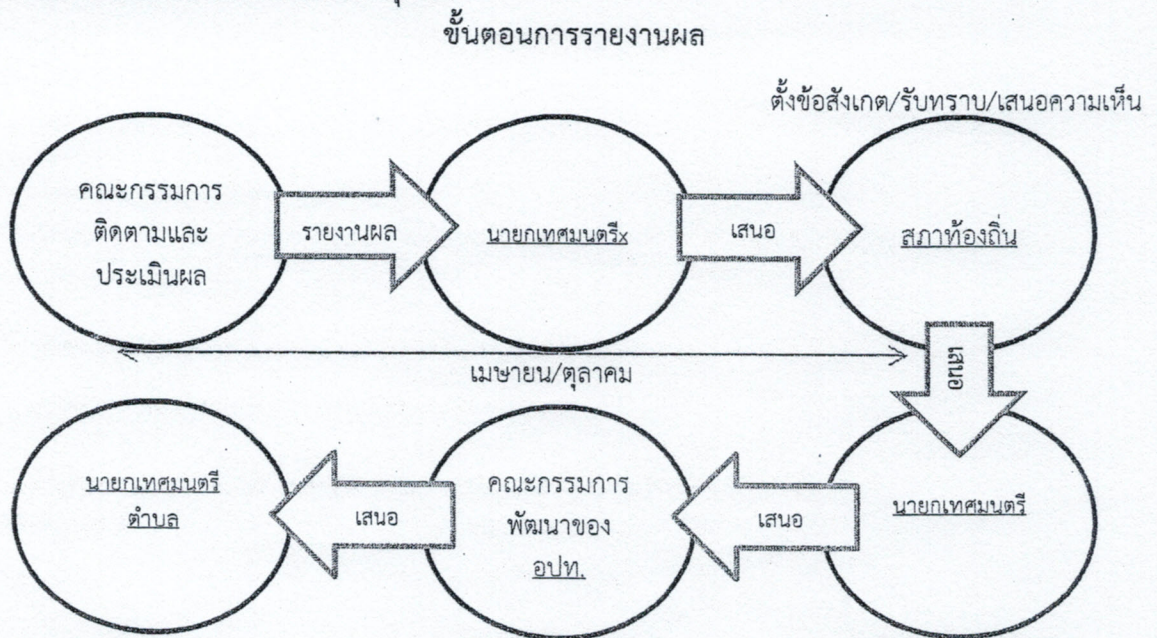 ขั้นตอนการรายงานผล
ตั้งข้อสังเกต/รับทราบ/เสนอความเห็น
คณะกรรมการ
ติดตามและ
ประเมินผล
รายงานผล
นายกเทศมนตรีx
เสนอ
สภาท้องถิ่น
เสนอ
เมษายน/ตุลาคม
นายกเทศมนตรี
ตำบล
เสนอ
คณะกรรมการ
พัฒนาของ
อปท.
เสนอ
นายกเทศมนตรี